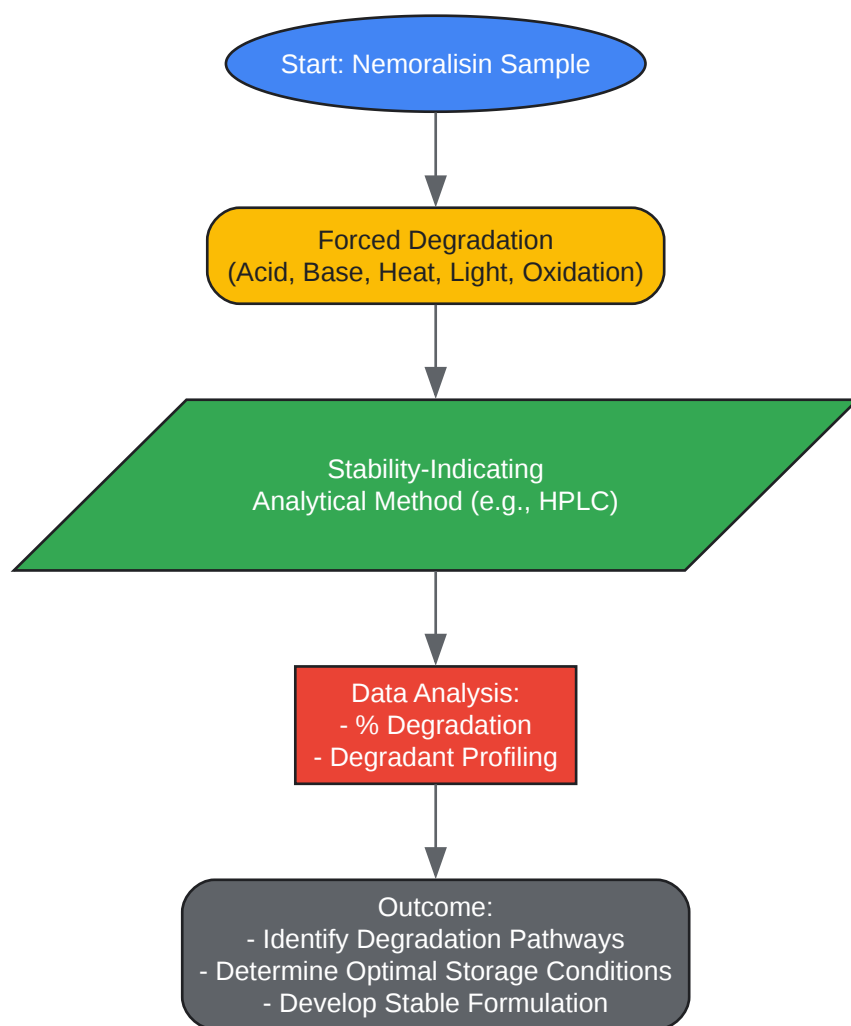 Start: Nemoralisin Sample
Forced Degradation
(Acid, Base, Heat, Light, Oxidation)
Stability-Indicating
Analytical Method (e.g., HPLC)
Data Analysis:
- % Degradation
- Degradant Profiling
Outcome:
- Identify Degradation Pathways
- Determine Optimal Storage Conditions
- Develop Stable Formulation